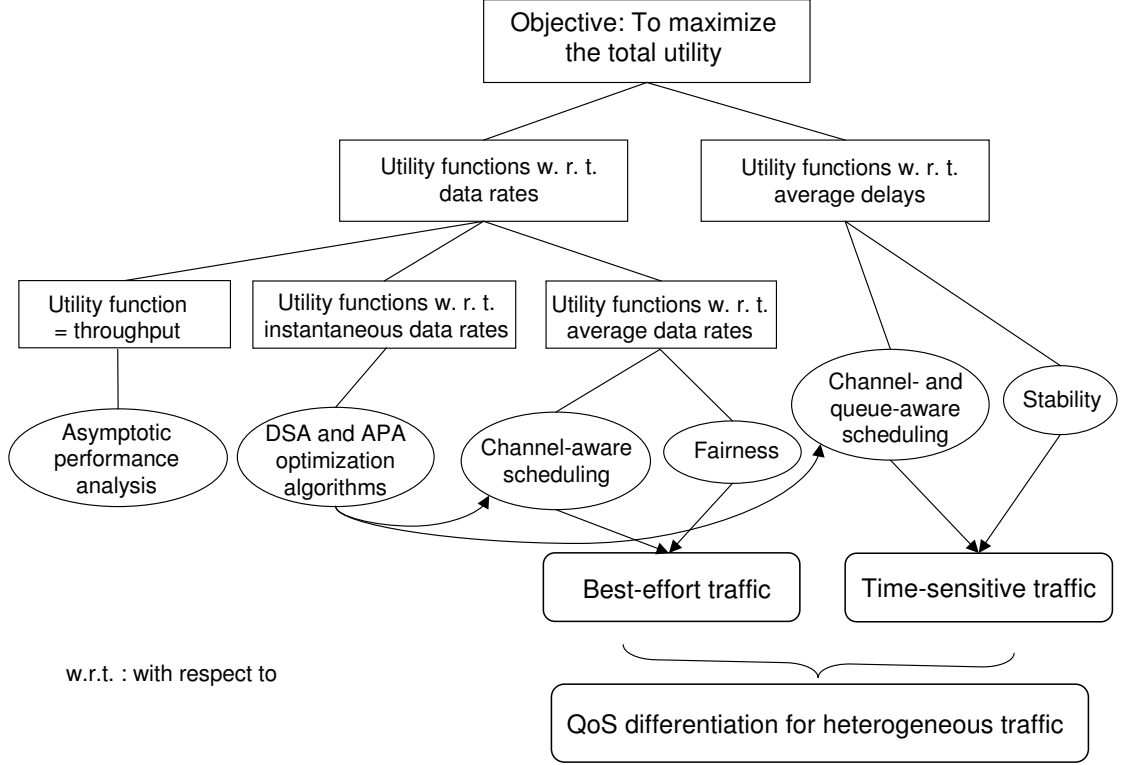 Objective: To maximize
the total utility
Utility functions w. r. t.
data rates
Utility functions w. r. t.
average delays
Utility function
= throughput
Utility functions w. r. t.
instantaneous data rates
Utility functions w. r. t.
average data rates
Asymptotic
performance
analysis
DSA and APA
optimization
algorithms
Channel-aware
scheduling
Fairness
Channel- and
queue-aware
scheduling
Stability
Best-effort traffic
Time-sensitive traffic
w.r.t. : with respect to
QoS differentiation for heterogeneous traffic